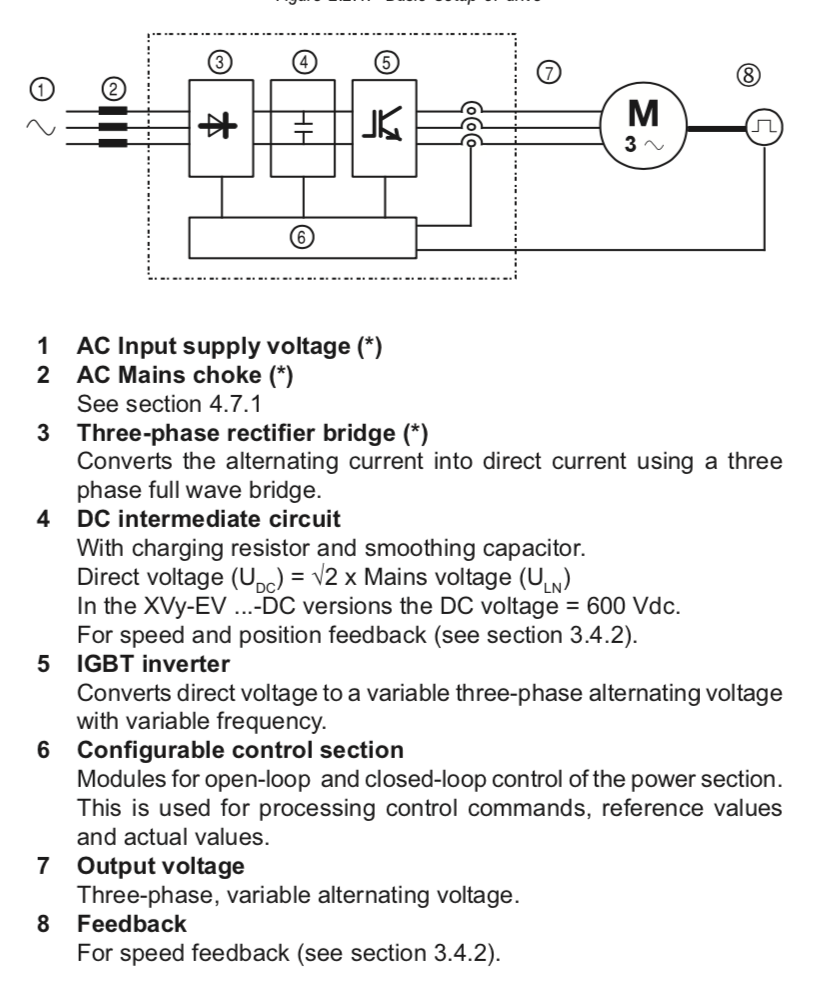 Figure 2.2.1: Basic setup of drive
1
2
3
4
5
7
8
M
3 ~
6
1 AC Input supply voltage (*)
2 AC Mains choke (*)
See section 4.7.1
3 Three-phase rectifier bridge (*)
Converts the alternating current into direct current using a three
phase full wave bridge.
4 DC intermediate circuit
With charging resistor and smoothing capacitor.
Direct voltage (U_DC) = √2 x Mains voltage (U_LN)
In the XVy-EV ...-DC versions the DC voltage = 600 Vdc.
For speed and position feedback (see section 3.4.2).
5 IGBT inverter
Converts direct voltage to a variable three-phase alternating voltage
with variable frequency.
6 Configurable control section
Modules for open-loop and closed-loop control of the power section.
This is used for processing control commands, reference values
and actual values.
7 Output voltage
Three-phase, variable alternating voltage.
8 Feedback
For speed feedback (see section 3.4.2).